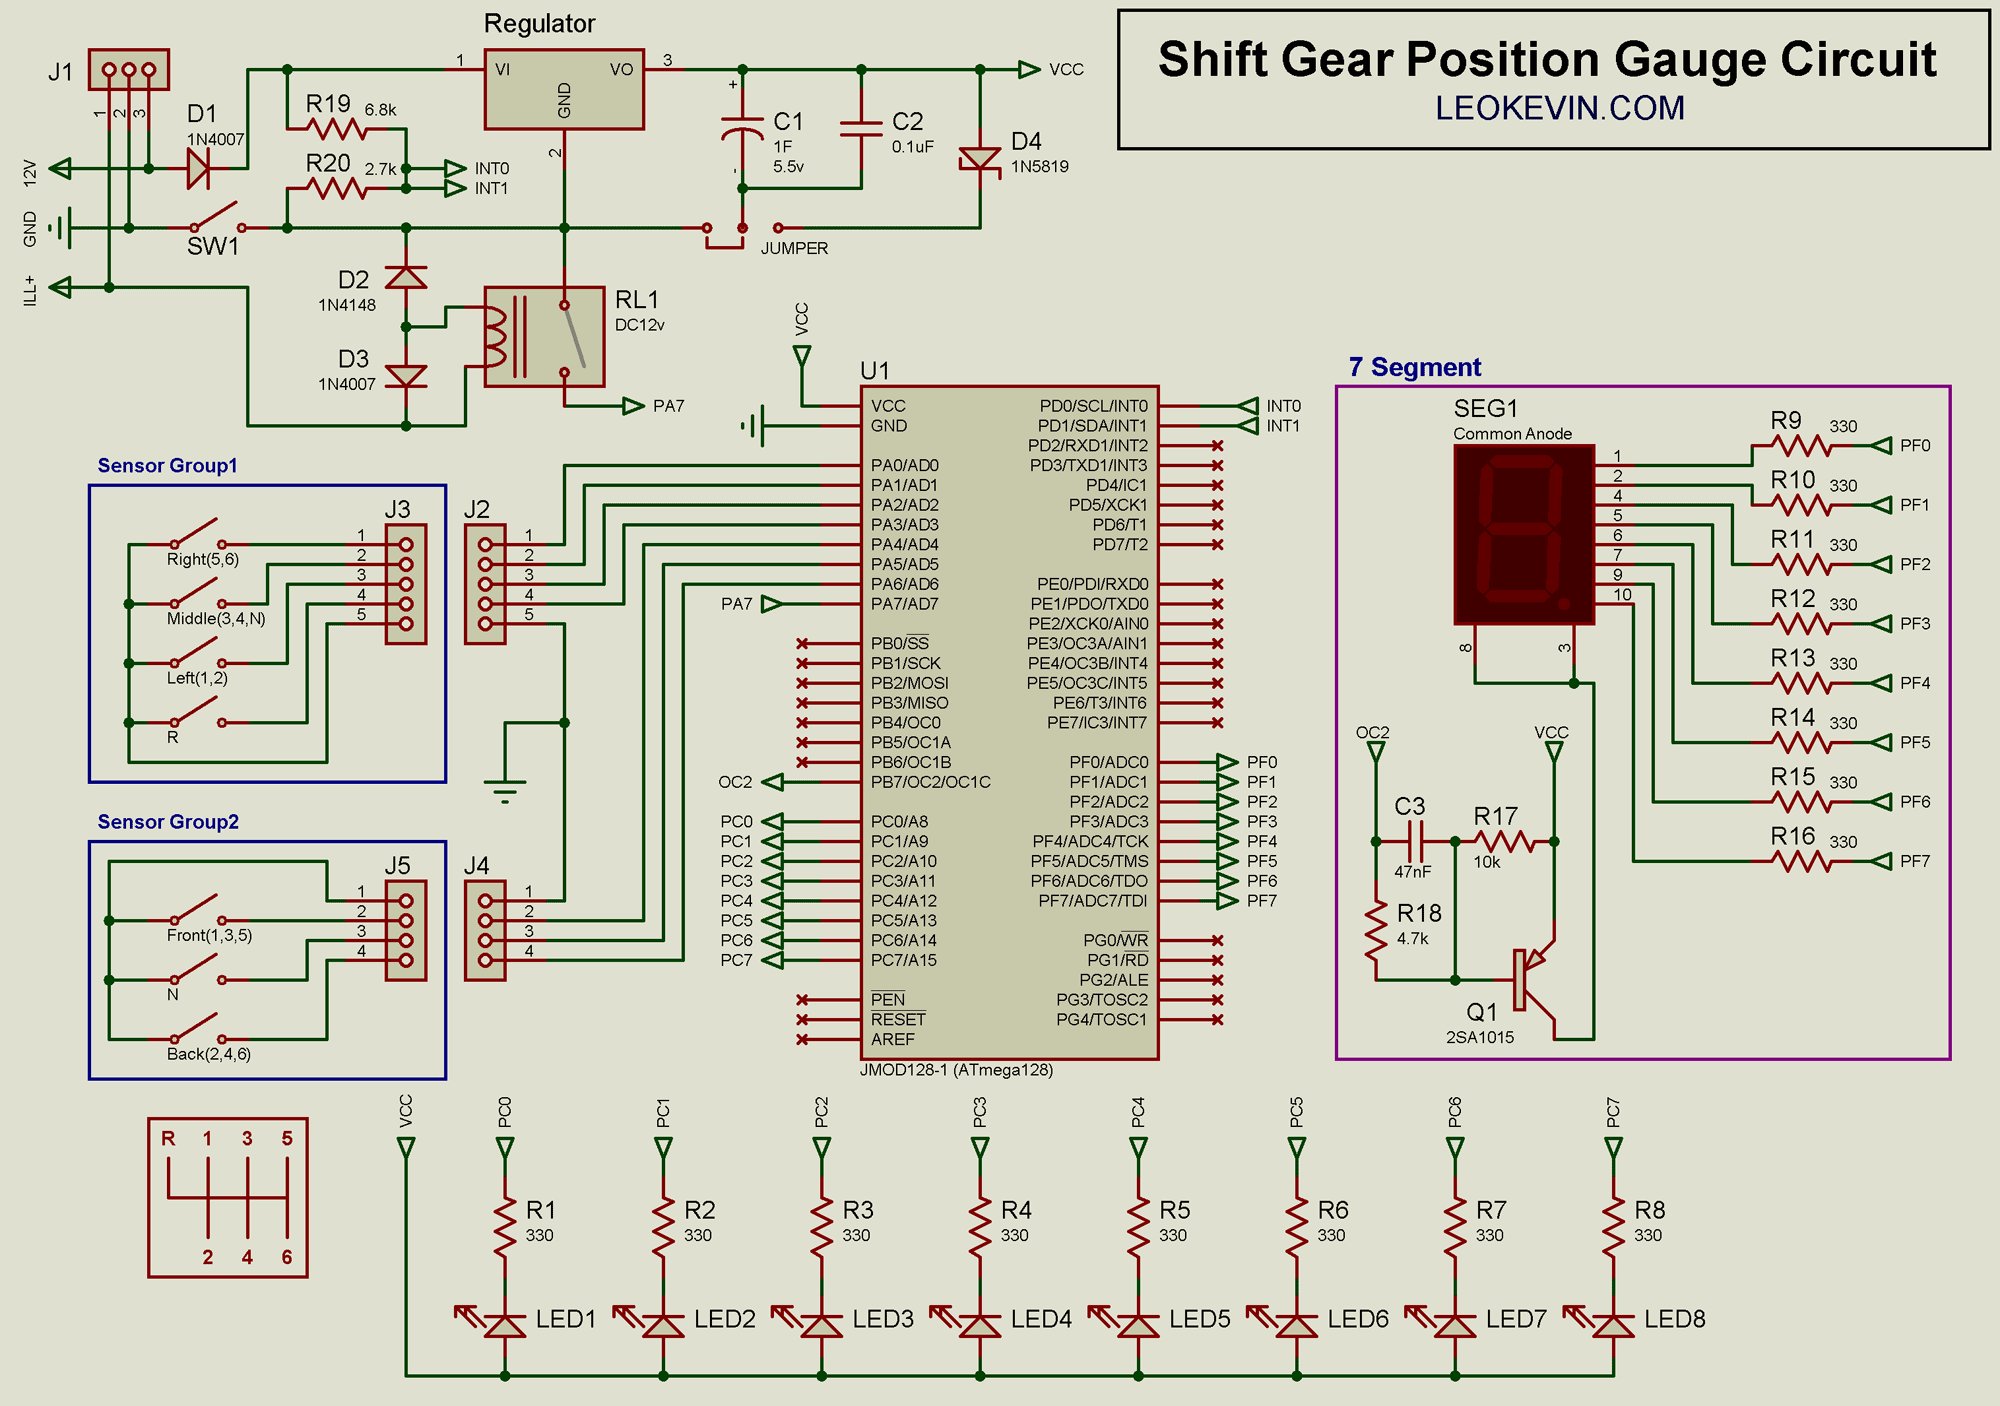 Regulator
Shift Gear Position Gauge Circuit
LEOKEVIN.COM
J1
1
2
3
D1
1N4007
R19 6.8k
R20 2.7k
INT0
INT1
1
VI
VO
3
GND
2
VCC
+
-
C1
1F
5.5v
C2
0.1uF
D4
1N5819
12V
GND
ILL+
SW1
JUMPER
D2
1N4148
D3
1N4007
RL1
DC12v
PA7
Sensor Group1
Right(5,6)
Middle(3,4,N)
Left(1,2)
R
J3
1
2
3
4
5
J2
1
2
3
4
5
Sensor Group2
Front(1,3,5)
N
Back(2,4,6)
J5
1
2
3
4
J4
1
2
3
4
VCC
U1
VCC
GND
PA0/AD0
PA1/AD1
PA2/AD2
PA3/AD3
PA4/AD4
PA5/AD5
PA6/AD6
PA7 PA7/AD7
PB0/SS
PB1/SCK
PB2/MOSI
PB3/MISO
PB4/OC0
PB5/OC1A
PB6/OC1B
OC2 PB7/OC2/OC1C
PC0 PC0/A8
PC1 PC1/A9
PC2 PC2/A10
PC3 PC3/A11
PC4 PC4/A12
PC5 PC5/A13
PC6 PC6/A14
PC7 PC7/A15
PEN
RESET
AREF
PD0/SCL/INT0 INT0
PD1/SDA/INT1 INT1
PD2/RXD1/INT2
PD3/TXD1/INT3
PD4/IC1
PD5/XCK1
PD6/T1
PD7/T2
PE0/PDI/RXD0
PE1/PDO/TXD0
PE2/XCK0/AIN0
PE3/OC3A/AIN1
PE4/OC3B/INT4
PE5/OC3C/INT5
PE6/T3/INT6
PE7/IC3/INT7
PF0/ADC0 PF0
PF1/ADC1 PF1
PF2/ADC2 PF2
PF3/ADC3 PF3
PF4/ADC4/TCK PF4
PF5/ADC5/TMS PF5
PF6/ADC6/TDO PF6
PF7/ADC7/TDI PF7
PG0/WR
PG1/RD
PG2/ALE
PG3/TOSC2
PG4/TOSC1
JMOD128-1 (ATmega128)
7 Segment
SEG1
Common Anode
1
2
4
5
6
7
9
10
8
3
R9 330 PF0
R10 330 PF1
R11 330 PF2
R12 330 PF3
R13 330 PF4
R14 330 PF5
R15 330 PF6
R16 330 PF7
OC2
VCC
C3
47nF
R17
10k
R18
4.7k
Q1
2SA1015
R 1 3 5
2 4 6
VCC
PC0
PC1
PC2
PC3
PC4
PC5
PC6
PC7
R1
330
R2
330
R3
330
R4
330
R5
330
R6
330
R7
330
R8
330
LED1
LED2
LED3
LED4
LED5
LED6
LED7
LED8